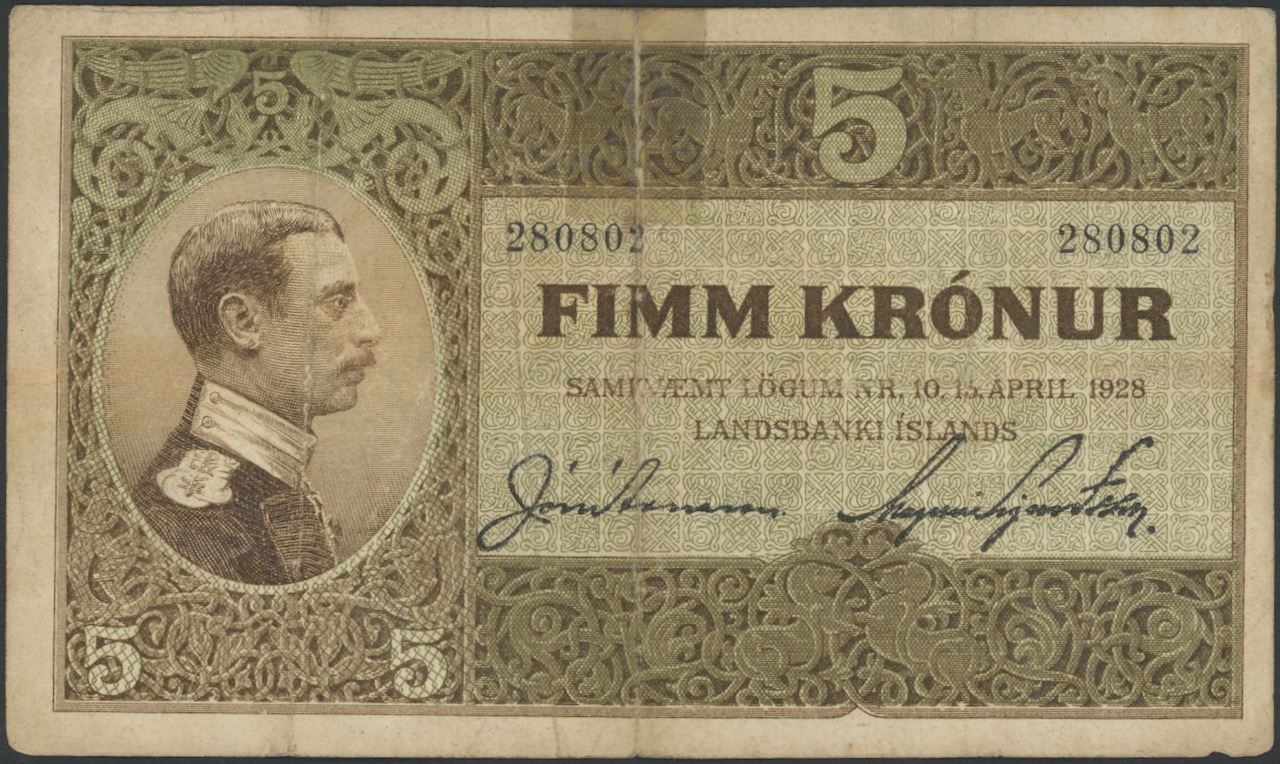 5
5
280802 280802
FIMM KRÓNUR
SAMKVÆMT LÖGUM NR. 10, 15. APRIL 1928
LANDSBANKI ÍSLANDS
5 5